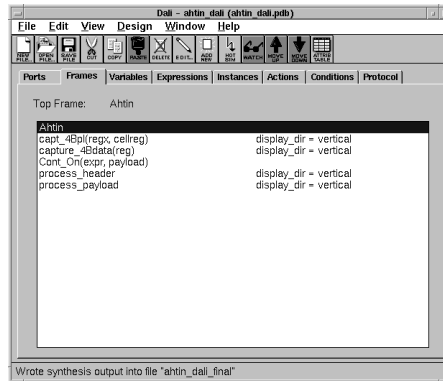 Dali - ahtin_dali (ahtin_dali.pdb)
File Edit View Design Window Help
NEW FILE.. OPEN FILE.. SAVE FILE CUT COPY PASTE DELETE EDIT.. ADD NEW HOT SIM WATCH MOVE UP MOVE DOWN ATTRIB TABLE
Ports Frames Variables Expressions Instances Actions Conditions Protocol
Top Frame: Ahtin
Ahtin
capt_4Bpl(regx, cellreg) display_dir = vertical
capture_4Bdata(reg) display_dir = vertical
Cont_On(expr, payload)
process_header display_dir = vertical
process_payload display_dir = vertical
Wrote synthesis output into file "ahtin_dali_final"